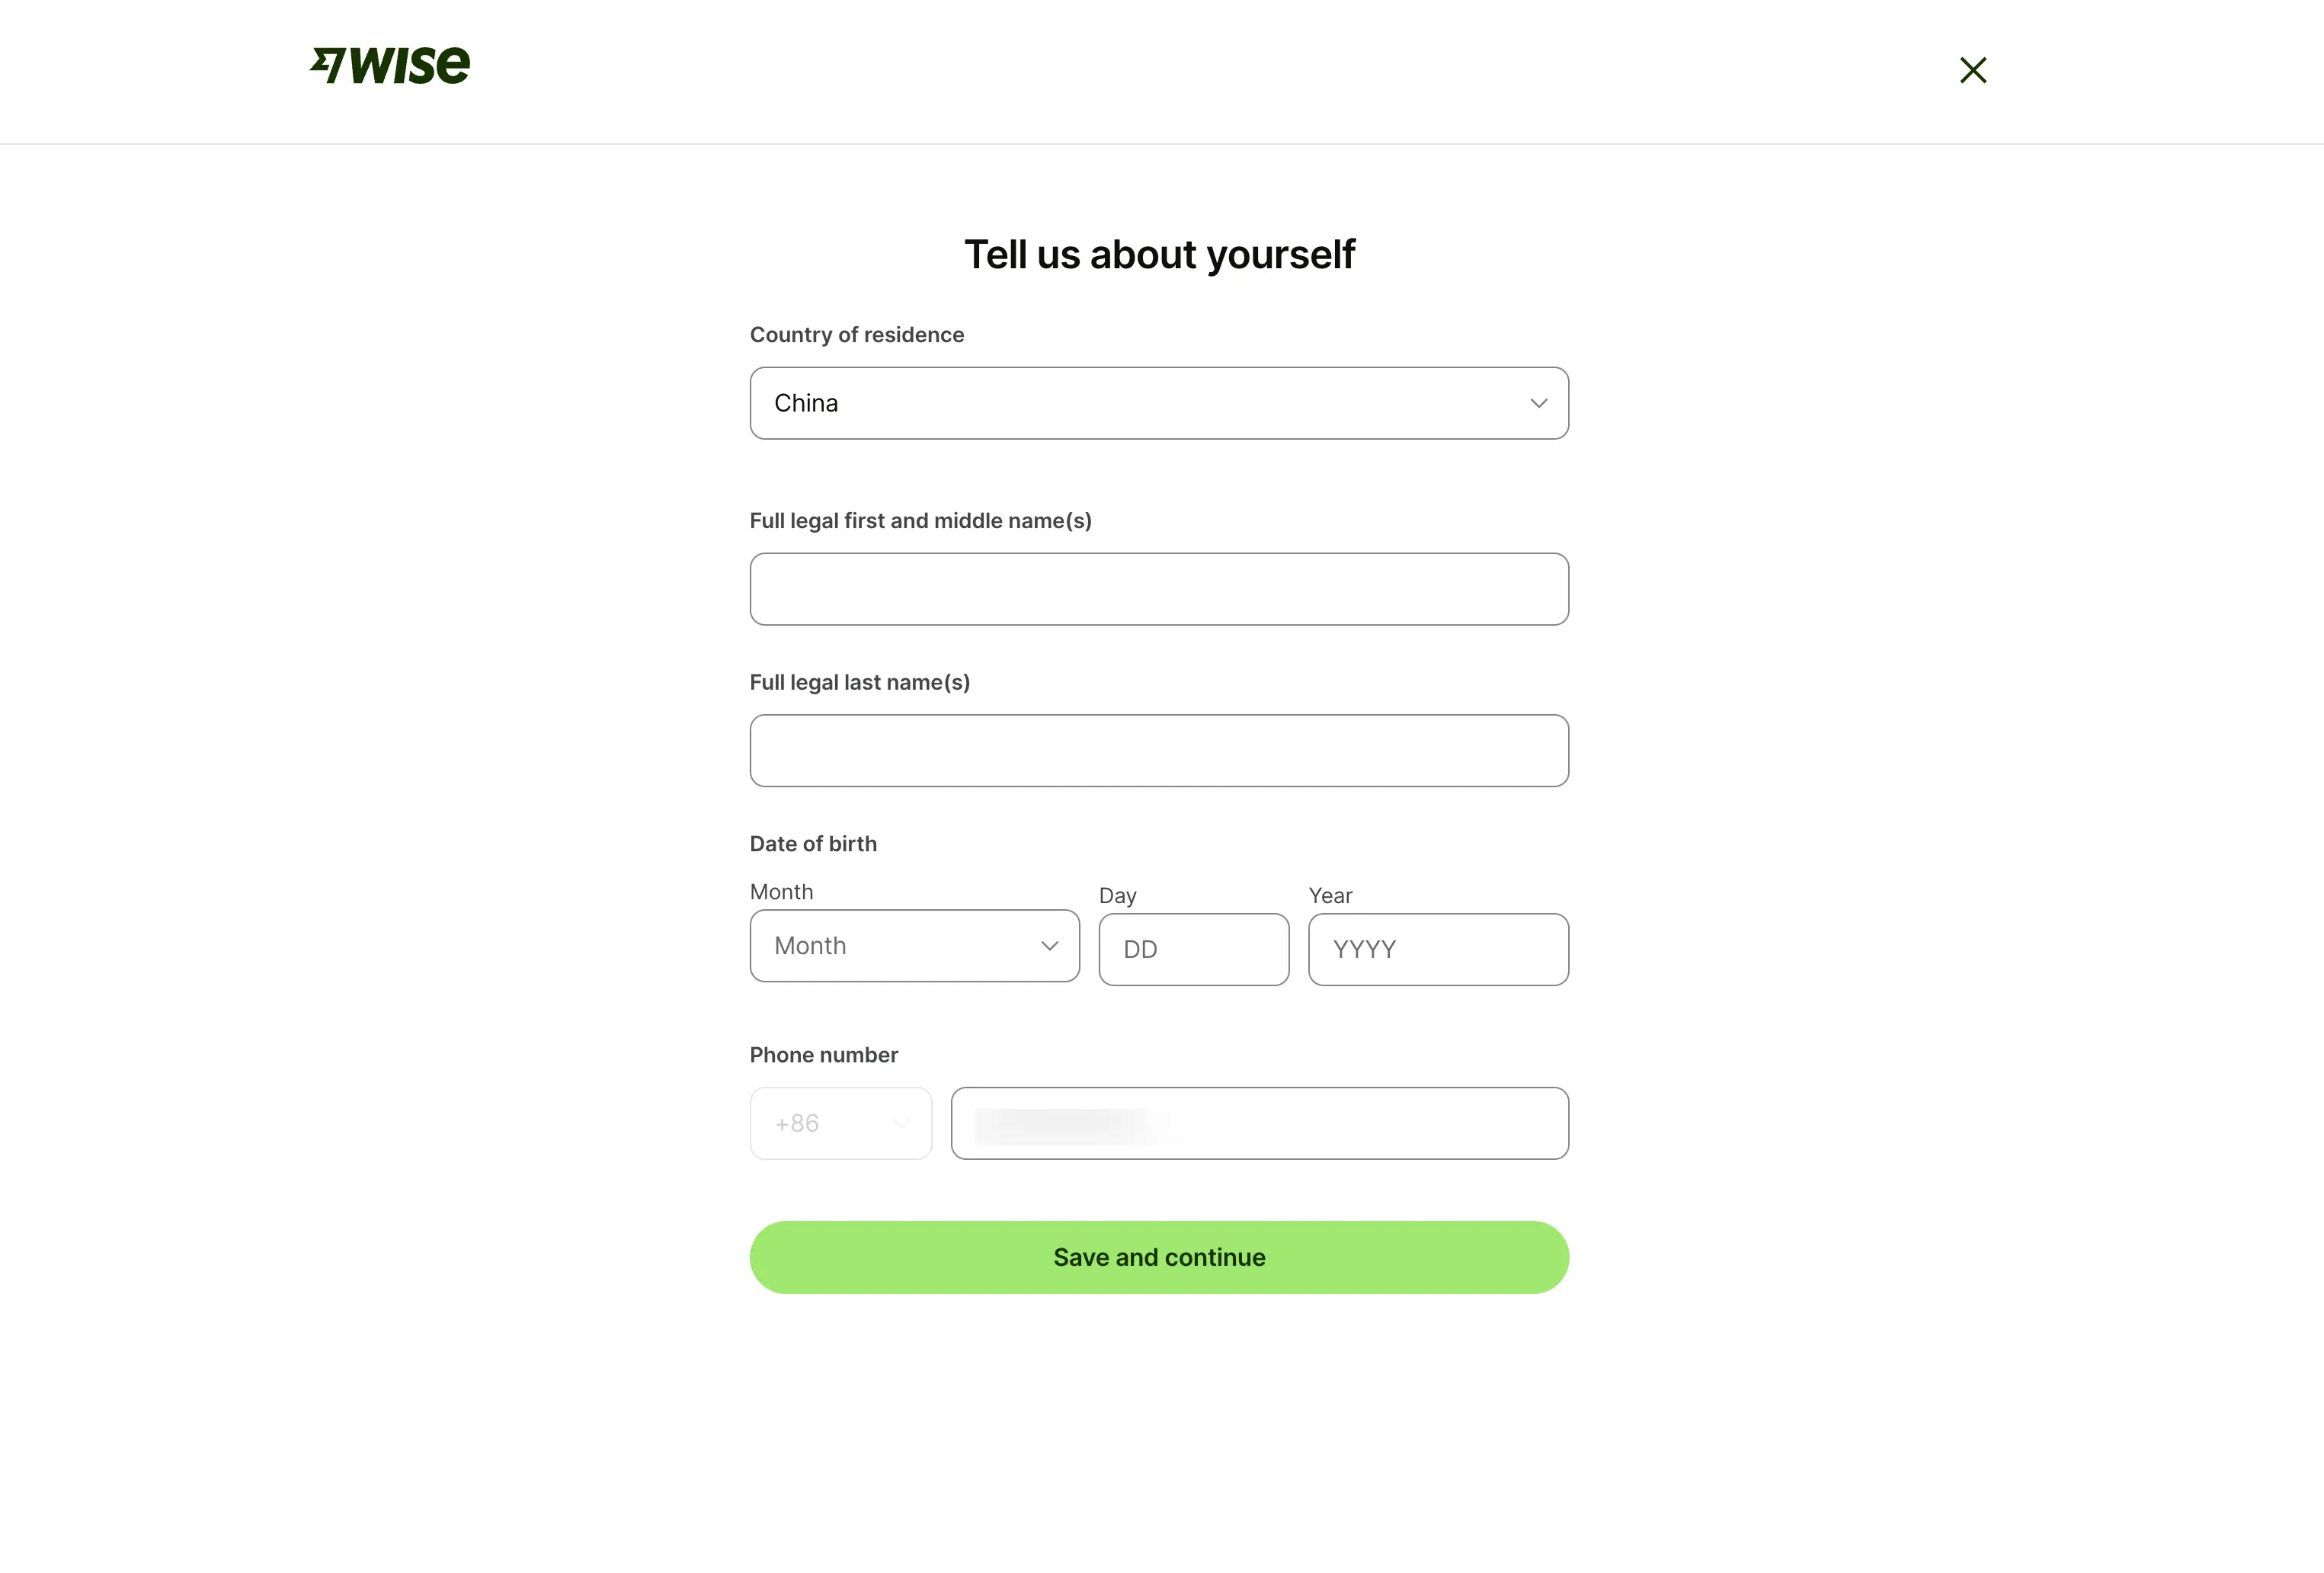 wise
Tell us about yourself
Country of residence
China
Full legal first and middle name(s)
Full legal last name(s)
Date of birth
Month Day Year
Month DD YYYY
Phone number
+86
Save and continue